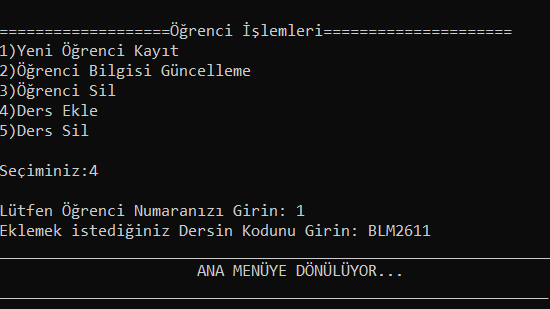 ===================Öğrenci İşlemleri=====================
1)Yeni Öğrenci Kayıt
2)Öğrenci Bilgisi Güncelleme
3)Öğrenci Sil
4)Ders Ekle
5)Ders Sil
Seçiminiz:4
Lütfen Öğrenci Numaranızı Girin: 1
Eklemek istediğiniz Dersin Kodunu Girin: BLM2611
ANA MENÜYE DÖNÜLÜYOR...